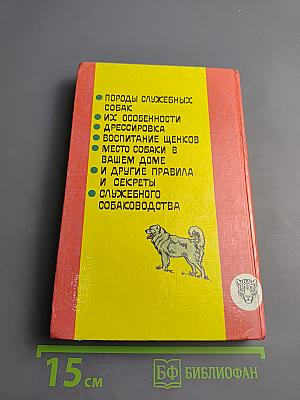 • ПОРОДЫ СЛУЖЕБНЫХ
СОБАК
• ИХ ОСОБЕННОСТИ
• ДРЕССИРОВКА
• ВОСПИТАНИЕ ЩЕНКОВ
• МЕСТО СОБАКИ В
ВАШЕМ ДОМЕ
• И ДРУГИЕ ПРАВИЛА
И СЕКРЕТЫ
• СЛУЖЕБНОГО
СОБАКОВОДСТВА
15 см
БФ БИБЛИОФАН